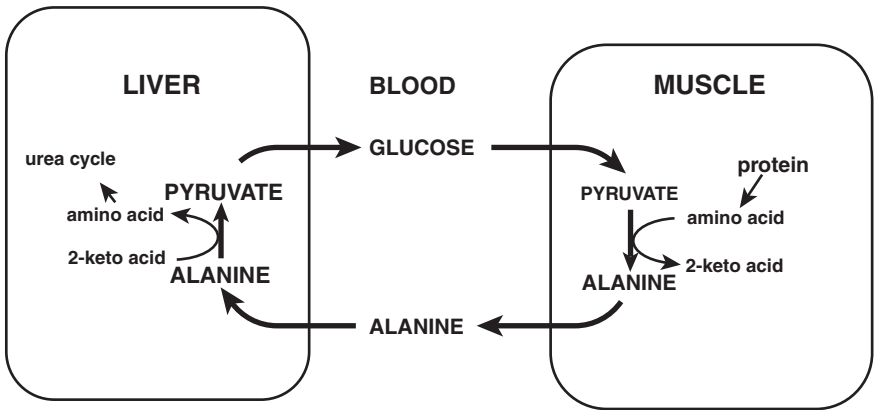 LIVER
BLOOD
MUSCLE
GLUCOSE
urea cycle
protein
PYRUVATE
PYRUVATE
amino acid
amino acid
2-keto acid
2-keto acid
ALANINE
ALANINE
ALANINE